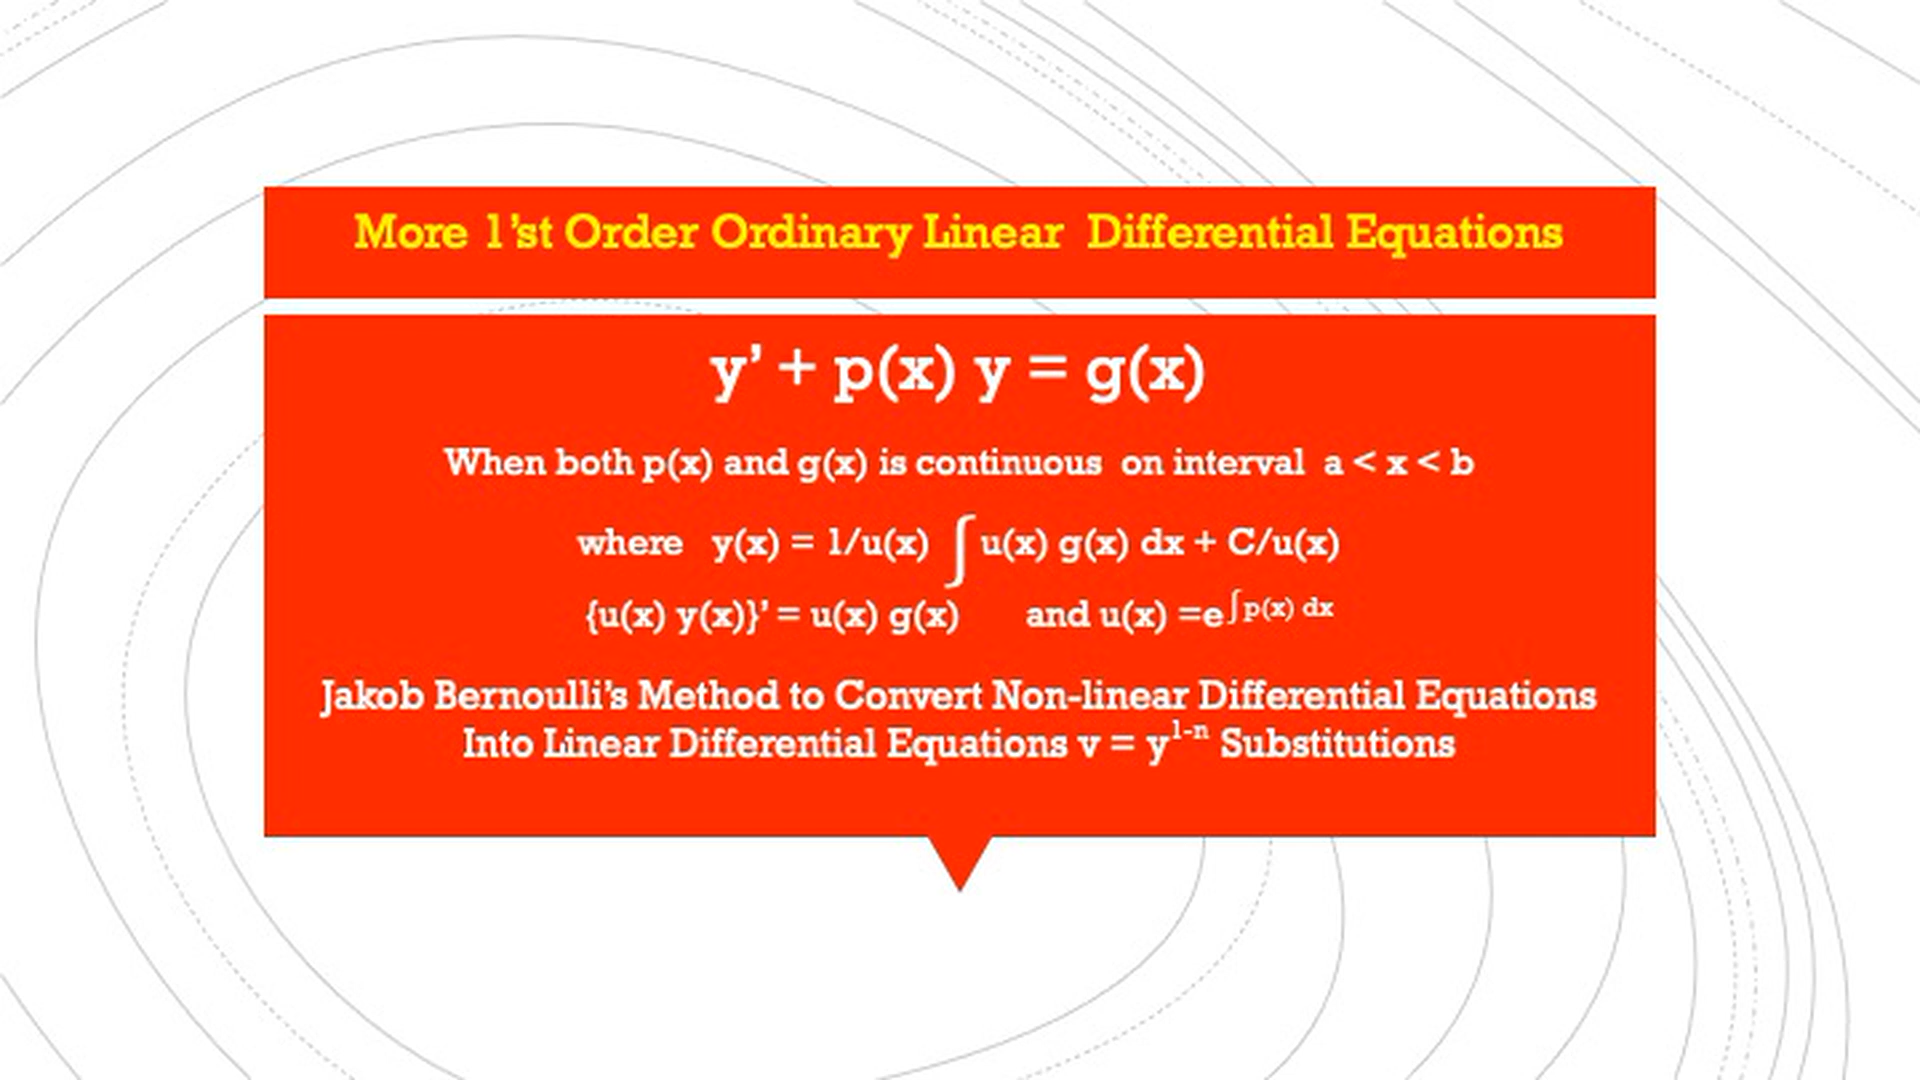 More 1’st Order Ordinary Linear Differential Equations
y’ + p(x) y = g(x)
When both p(x) and g(x) is continuous on interval a < x < b
where y(x) = 1/u(x) ∫ u(x) g(x) dx + C/u(x)
{u(x) y(x)}’ = u(x) g(x) and u(x) =e^∫ p(x) dx
Jakob Bernoulli’s Method to Convert Non-linear Differential Equations
Into Linear Differential Equations v = y^1-n Substitutions